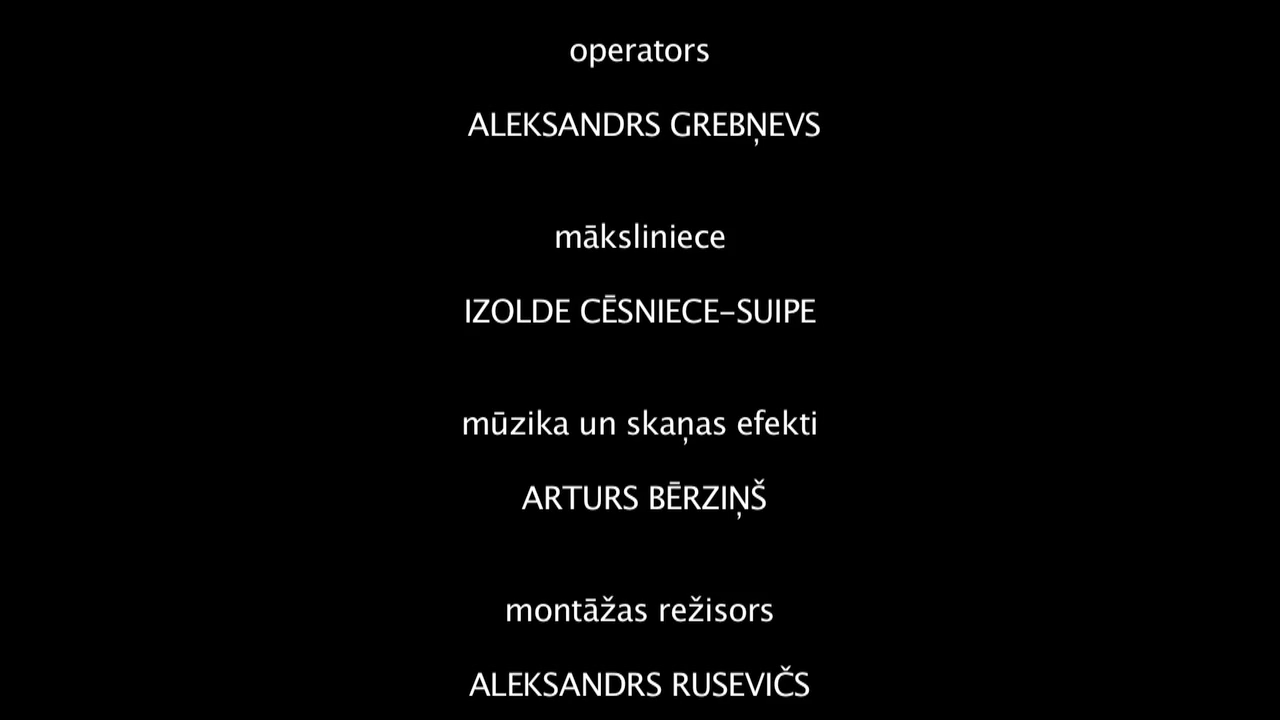 operators
ALEKSANDRS GREBŅEVS
māksliniece
IZOLDE CĒSNIECE–SUIPE
mūzika un skaņas efekti
ARTURS BĒRZIŅŠ
montāžas režisors
ALEKSANDRS RUSEVIČS